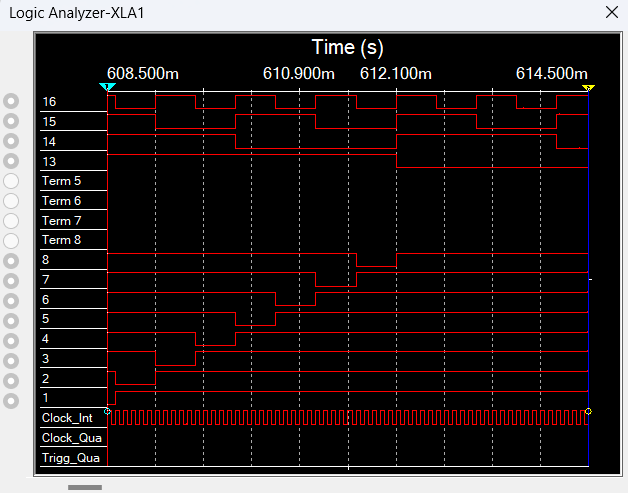 Logic Analyzer-XLA1
Time (s)
608.500m 610.900m 612.100m 614.500m
16
15
14
13
Term 5
Term 6
Term 7
Term 8
8
7
6
5
4
3
2
1
Clock_Int
Clock_Qua
Trigg_Qua